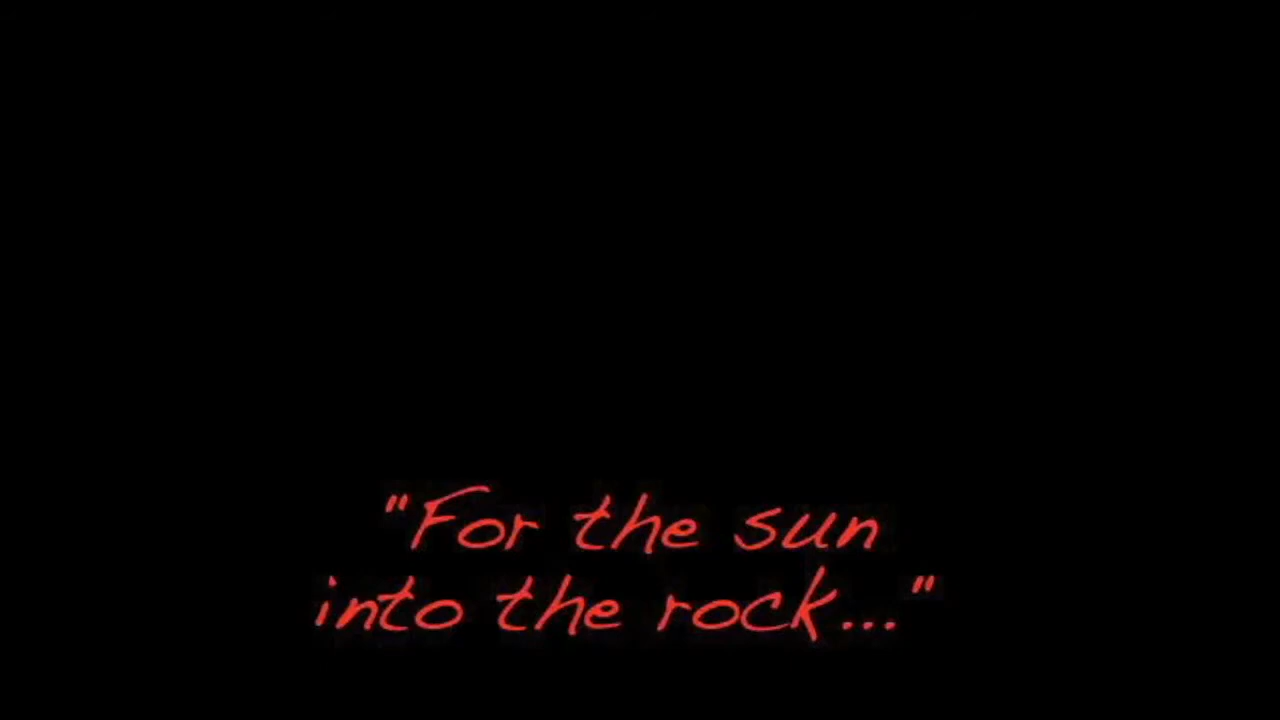 "For the sun
into the rock..."